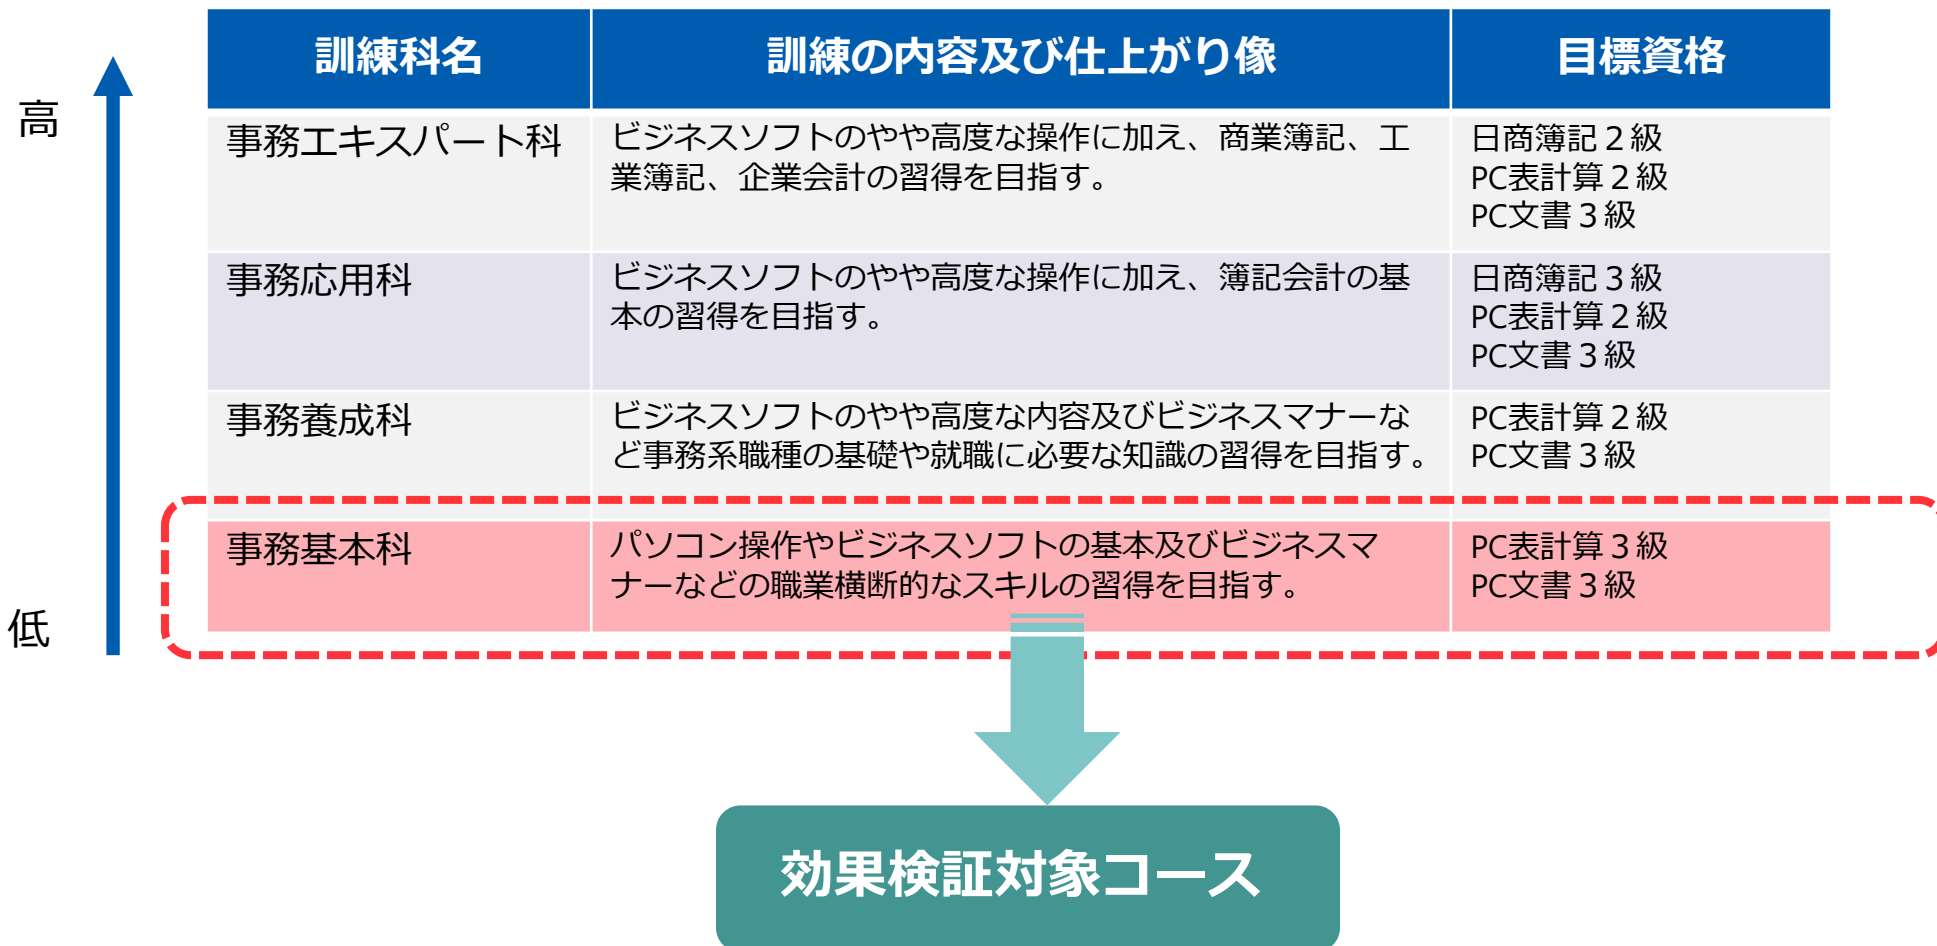 高
低
訓練科名
訓練の内容及び仕上がり像
目標資格
事務エキスパート科
ビジネスソフトのやや高度な操作に加え、商業簿記、工
業簿記、企業会計の習得を目指す。
日商簿記２級
PC表計算２級
PC文書３級
事務応用科
ビジネスソフトのやや高度な操作に加え、簿記会計の基
本の習得を目指す。
日商簿記３級
PC表計算２級
PC文書３級
事務養成科
ビジネスソフトのやや高度な内容及びビジネスマナーな
ど事務系職種の基礎や就職に必要な知識の習得を目指す。
PC表計算２級
PC文書３級
事務基本科
パソコン操作やビジネスソフトの基本及びビジネスマ
ナーなどの職業横断的なスキルの習得を目指す。
PC表計算３級
PC文書３級
効果検証対象コース